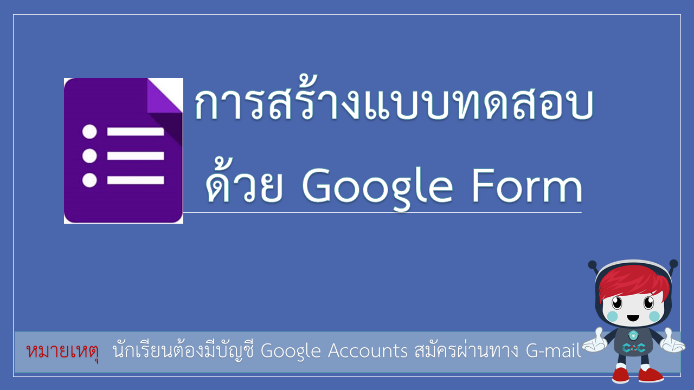 การสร้างแบบทดสอบ
ด้วย Google Form
หมายเหตุ นักเรียนต้องมีบัญชี Google Accounts สมัครผ่านทาง G-mail